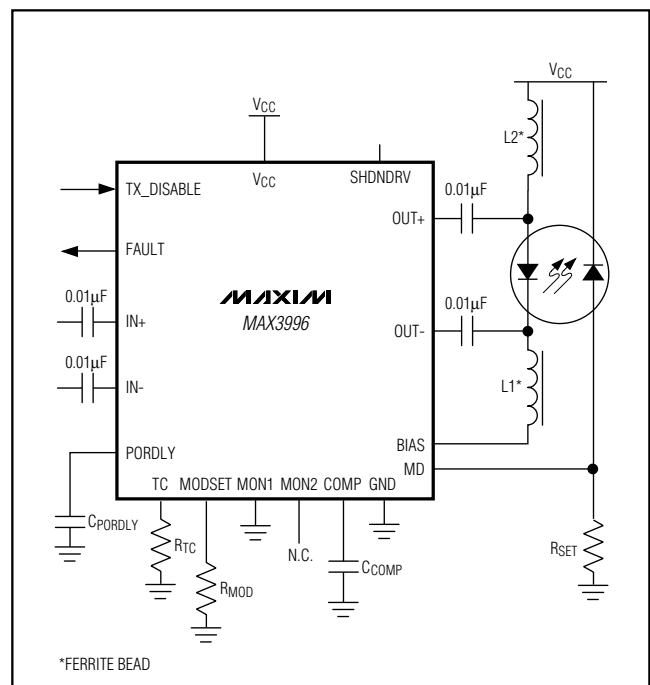 VCC
VCC
L2*
VCC
SHDNDRV
0.01µF
TX_DISABLE
OUT+
FAULT
MAXIM
MAX3996
0.01µF
IN+
0.01µF
OUT-
0.01µF
IN-
L1*
BIAS
PORDLY
MD
TC MODSET MON1 MON2 COMP GND
CPORDLY
RTC
N.C.
CCOMP
RSET
RMOD
*FERRITE BEAD